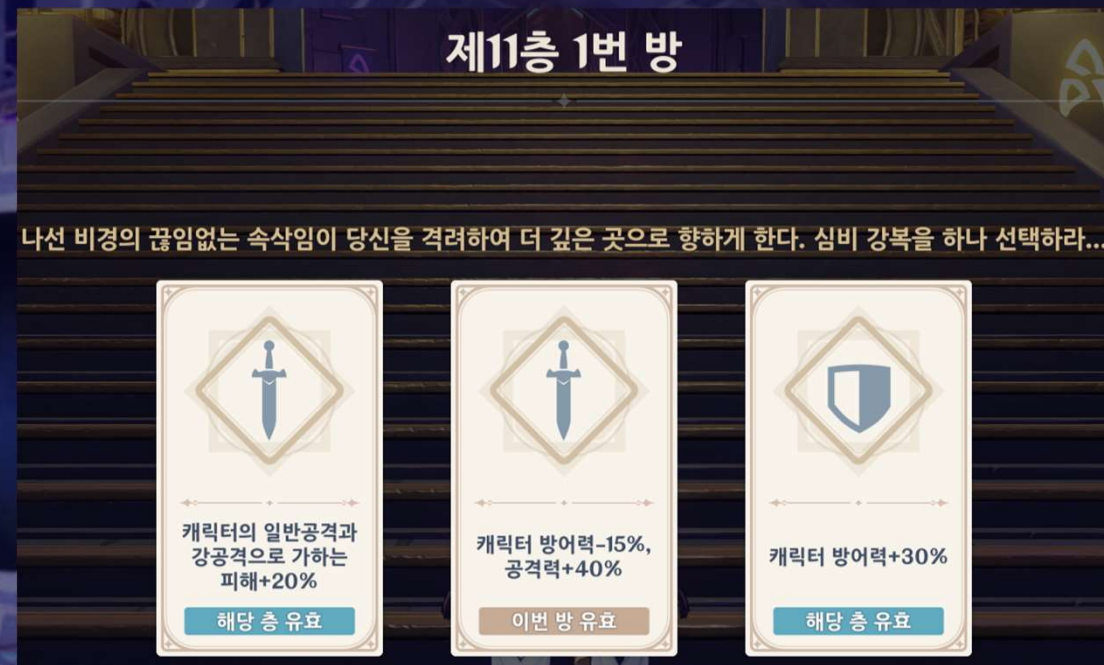 제11층 1번 방
나선 비경의 끊임없는 속삭임이 당신을 격려하여 더 깊은 곳으로 향하게 한다. 심비 강복을 하나 선택하라...
캐릭터의 일반공격과
강공격으로 가하는
피해+20%
해당 층 유효
캐릭터 방어력-15%,
공격력+40%
이번 방 유효
캐릭터 방어력+30%
해당 층 유효